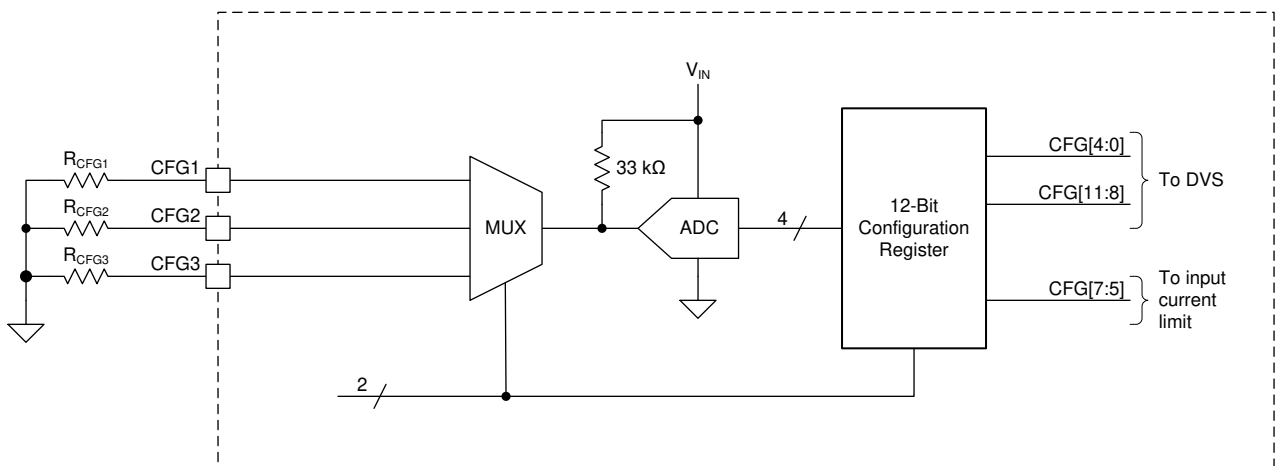 V_IN
R_CFG1
CFG1
33 kΩ
CFG[4:0]
To DVS
R_CFG2
CFG2
MUX
ADC
4
12-Bit
Configuration
Register
CFG[11:8]
R_CFG3
CFG3
CFG[7:5]
To input
current
limit
2